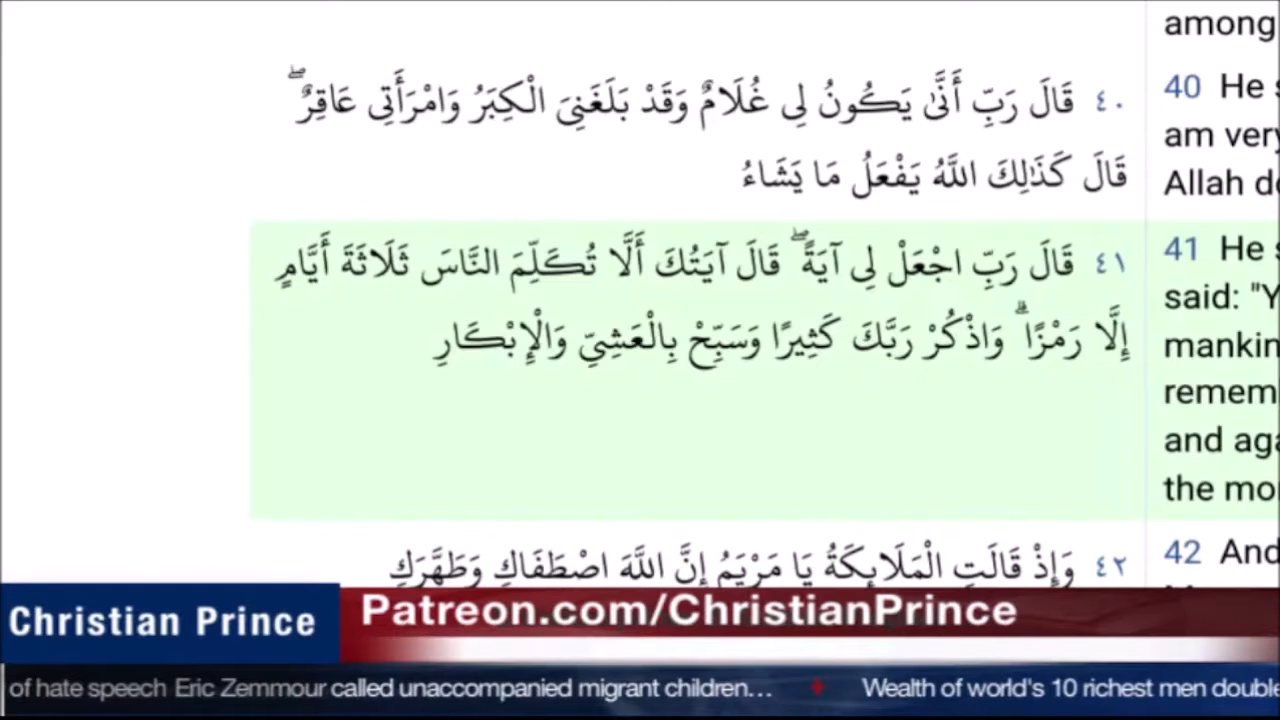 among
٤٠ قَالَ رَبِّ أَنَّىٰ يَكُونُ لِي غُلَامٌ وَقَدْ بَلَغَنِيَ الْكِبَرُ وَامْرَأَتِي عَاقِرٌ ۖ
40 He s
قَالَ كَذَٰلِكَ اللَّهُ يَفْعَلُ مَا يَشَاءُ
am very
Allah do
٤١ قَالَ رَبِّ اجْعَلْ لِي آيَةً ۖ قَالَ آيَتُكَ أَلَّا تُكَلِّمَ النَّاسَ ثَلَاثَةَ أَيَّامٍ
41 He s
إِلَّا رَمْزًا ۗ وَاذْكُرْ رَبَّكَ كَثِيرًا وَسَبِّحْ بِالْعَشِيِّ وَالْإِبْكَارِ
said: "Y
mankin
remem
and aga
the mor
٤٢ وَإِذْ قَالَتِ الْمَلَائِكَةُ يَا مَرْيَمُ إِنَّ اللَّهَ اصْطَفَاكِ وَطَهَّرَكِ
42 And
Christian Prince
Patreon.com/ChristianPrince
of hate speech Eric Zemmour called unaccompanied migrant children... Wealth of world's 10 richest men double